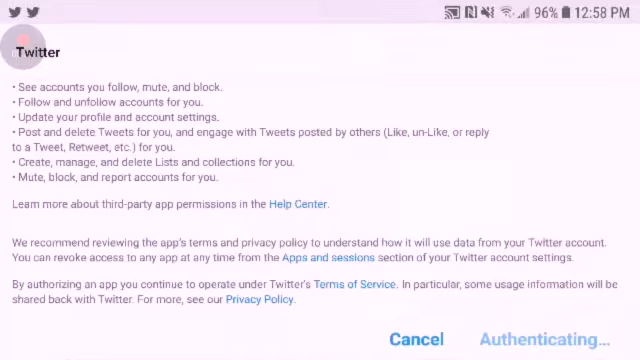 96% 12:58 PM
Twitter
• See accounts you follow, mute, and block.
• Follow and unfollow accounts for you.
• Update your profile and account settings.
• Post and delete Tweets for you, and engage with Tweets posted by others (Like, un-Like, or reply
to a Tweet, Retweet, etc.) for you.
• Create, manage, and delete Lists and collections for you.
• Mute, block, and report accounts for you.
Learn more about third-party app permissions in the Help Center.
We recommend reviewing the app's terms and privacy policy to understand how it will use data from your Twitter account.
You can revoke access to any app at any time from the Apps and sessions section of your Twitter account settings.
By authorizing an app you continue to operate under Twitter's Terms of Service. In particular, some usage information will be
shared back with Twitter. For more, see our Privacy Policy.
Cancel Authenticating...